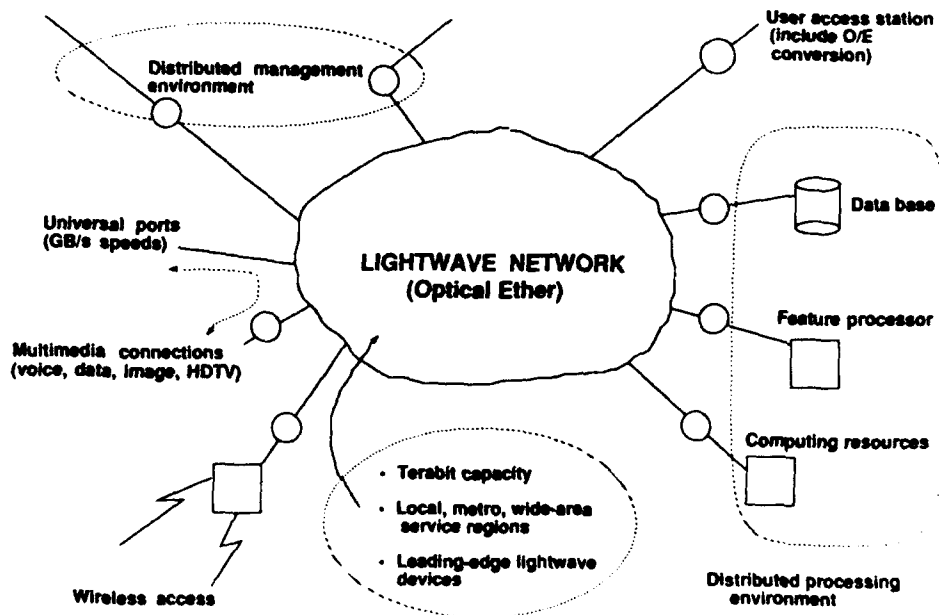 User access station
(include O/E
conversion)
Distributed management
environment
Data base
Universal ports
(GB/s speeds)
LIGHTWAVE NETWORK
(Optical Ether)
Feature processor
Multimedia connections
(voice, data, image, HDTV)
Computing resources
• Terabit capacity
• Local, metro, wide-area
service regions
• Leading-edge lightwave
devices
Wireless access
Distributed processing
environment